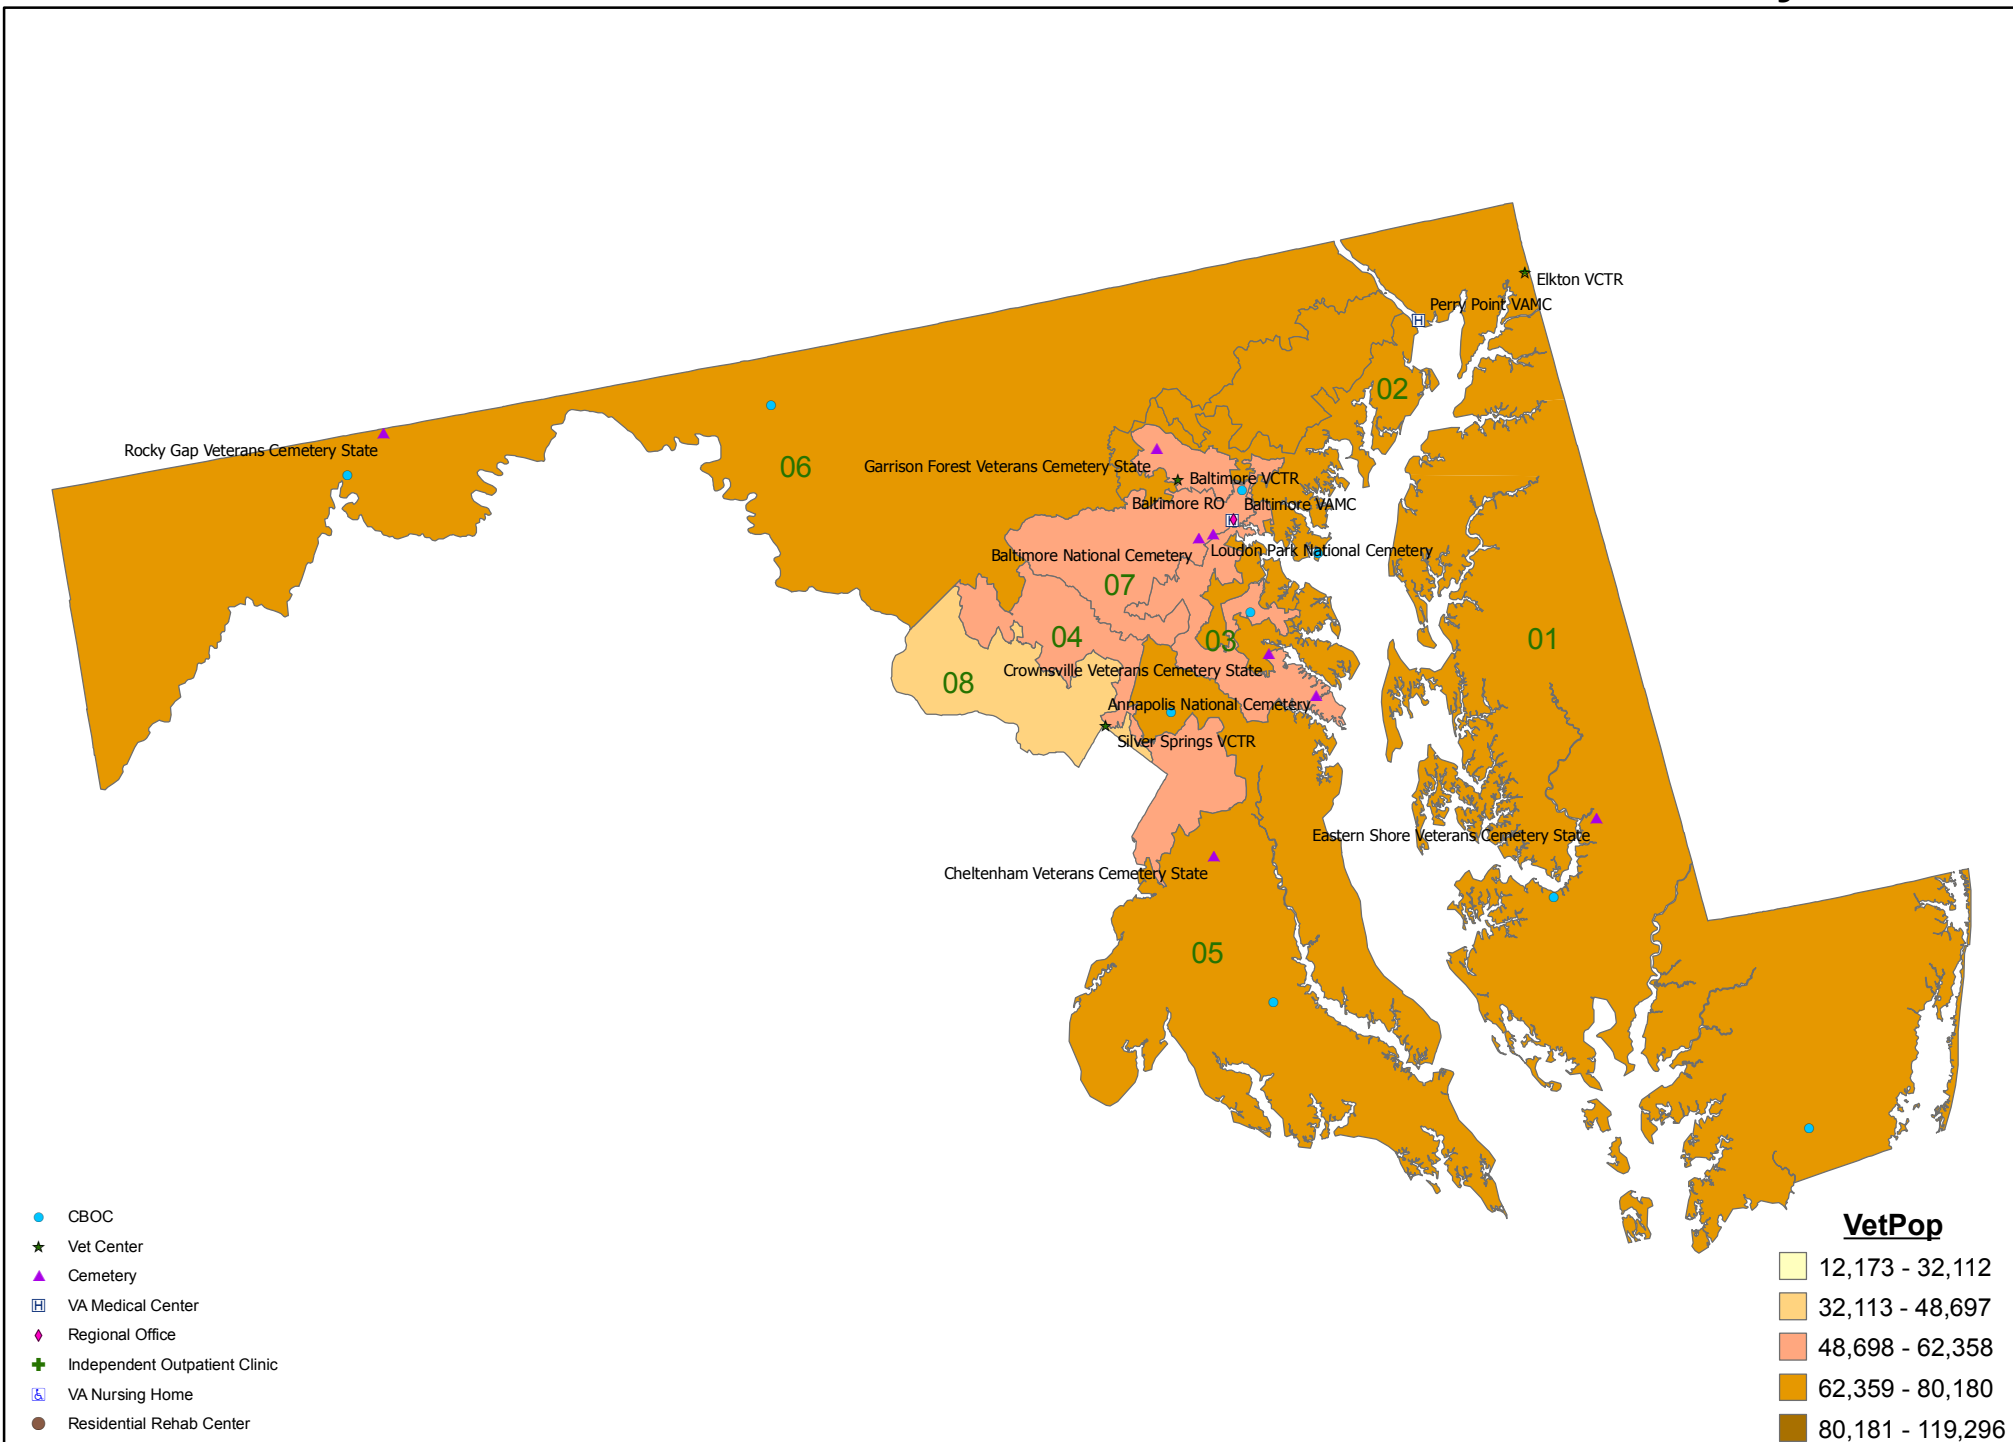 Elkton VCTR
Perry Point VAMC
02
Rocky Gap Veterans Cemetery State
06
Garrison Forest Veterans Cemetery State
Baltimore VCTR
Baltimore RO
Baltimore VAMC
Baltimore National Cemetery
Loudon Park National Cemetery
07
04
03
01
Crownsville Veterans Cemetery State
08
Annapolis National Cemetery
Silver Springs VCTR
Eastern Shore Veterans Cemetery State
Cheltenham Veterans Cemetery State
05
CBOC
Vet Center
Cemetery
H VA Medical Center
Regional Office
Independent Outpatient Clinic
VA Nursing Home
Residential Rehab Center
VetPop
12,173 - 32,112
32,113 - 48,697
48,698 - 62,358
62,359 - 80,180
80,181 - 119,296